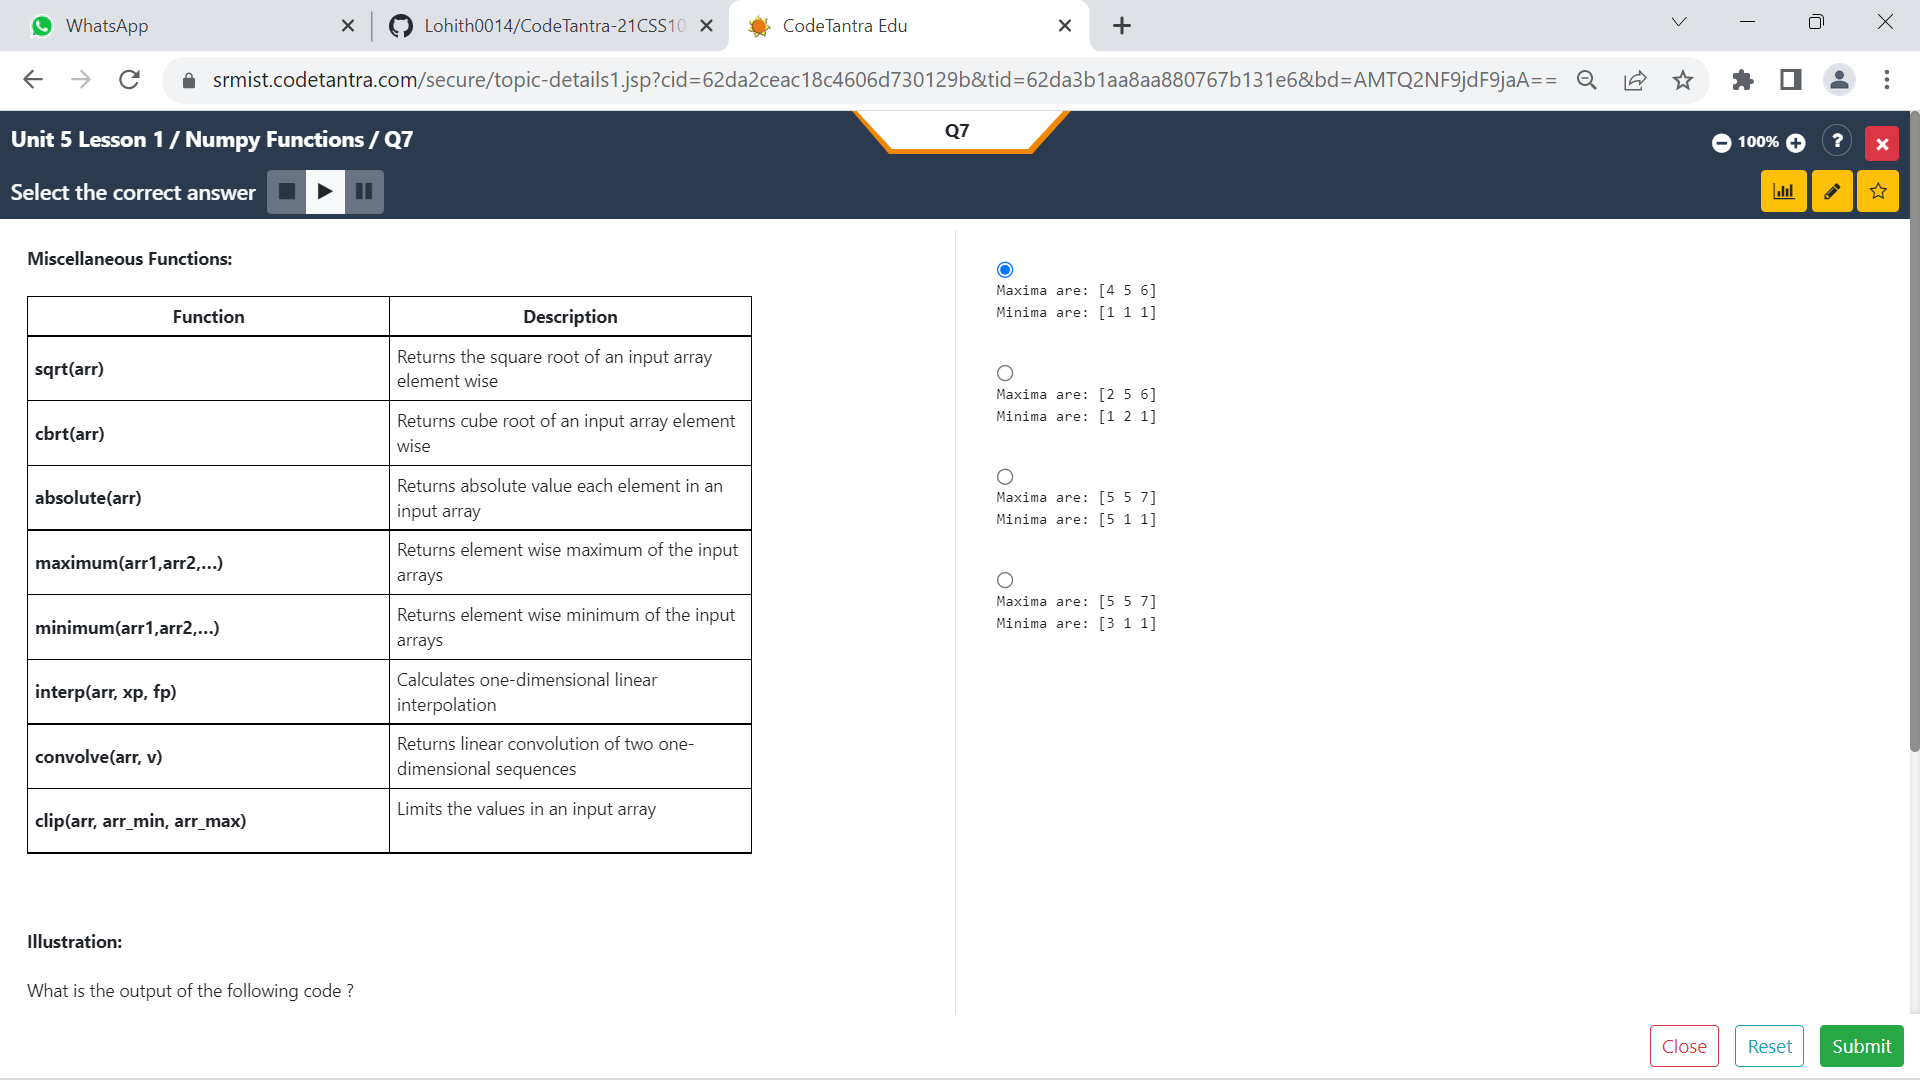 WhatsApp
Lohith0014/CodeTantra-21CSS10
CodeTantra Edu
srmist.codetantra.com/secure/topic-details1.jsp?cid=62da2ceac18c4606d730129b&tid=62da3b1aa8aa880767b131e6&bd=AMTQ2NF9jdF9jaA==
Unit 5 Lesson 1 / Numpy Functions / Q7
Q7
100%
?
Select the correct answer
Miscellaneous Functions:
Function
Description
sqrt(arr)
Returns the square root of an input array
element wise
cbrt(arr)
Returns cube root of an input array element
wise
absolute(arr)
Returns absolute value each element in an
input array
maximum(arr1,arr2,...)
Returns element wise maximum of the input
arrays
minimum(arr1,arr2,...)
Returns element wise minimum of the input
arrays
interp(arr, xp, fp)
Calculates one-dimensional linear
interpolation
convolve(arr, v)
Returns linear convolution of two one-
dimensional sequences
clip(arr, arr_min, arr_max)
Limits the values in an input array
Illustration:
What is the output of the following code ?
Maxima are: [4 5 6]
Minima are: [1 1 1]
Maxima are: [2 5 6]
Minima are: [1 2 1]
Maxima are: [5 5 7]
Minima are: [5 1 1]
Maxima are: [5 5 7]
Minima are: [3 1 1]
Close
Reset
Submit